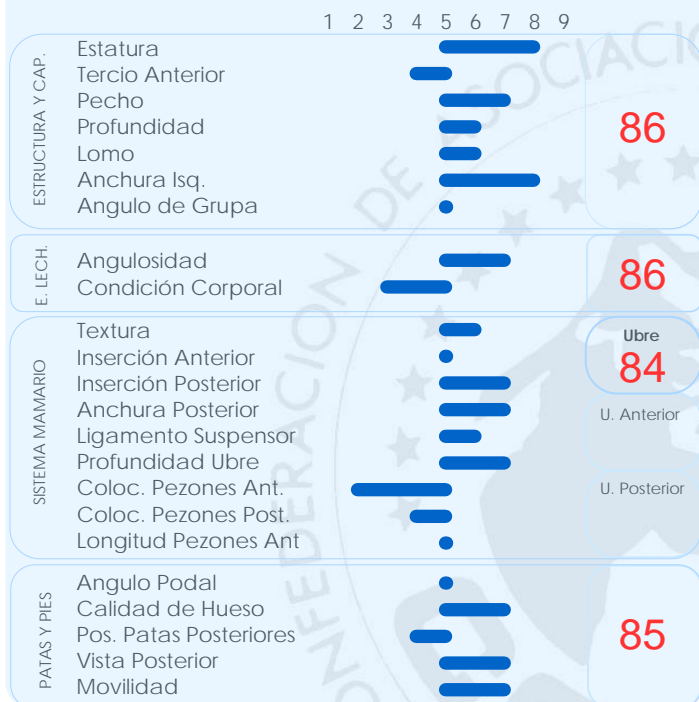 1 2 3 4 5 6 7 8 9
ESTRUCTURA Y CAP.
Estatura
Tercio Anterior
Pecho
Profundidad
Lomo
Anchura Isq.
Angulo de Grupa
86
E. LECH.
Angulosidad
Condición Corporal
86
SISTEMA MAMARIO
Textura
Inserción Anterior
Inserción Posterior
Anchura Posterior
Ligamento Suspensor
Profundidad Ubre
Coloc. Pezones Ant.
Coloc. Pezones Post.
Longitud Pezones Ant
Ubre
84
U. Anterior
U. Posterior
PATAS Y PIES
Angulo Podal
Calidad de Hueso
Pos. Patas Posteriores
Vista Posterior
Movilidad
85